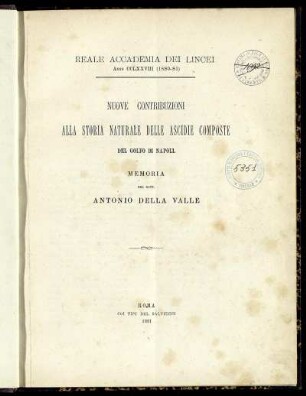 REALE ACCADEMIA DEI LINCEI
ANNO CCLXXVIII (1880-81)
NUOVE CONTRIBUZIONI
ALLA STORIA NATURALE DELLE ASCIDIE COMPOSTE
DEL GOLFO DI NAPOLI.
MEMORIA
DEL DOTT.
ANTONIO DELLA VALLE
5351
ROMA
COI TIPI DEL SALVIUCCI
1881